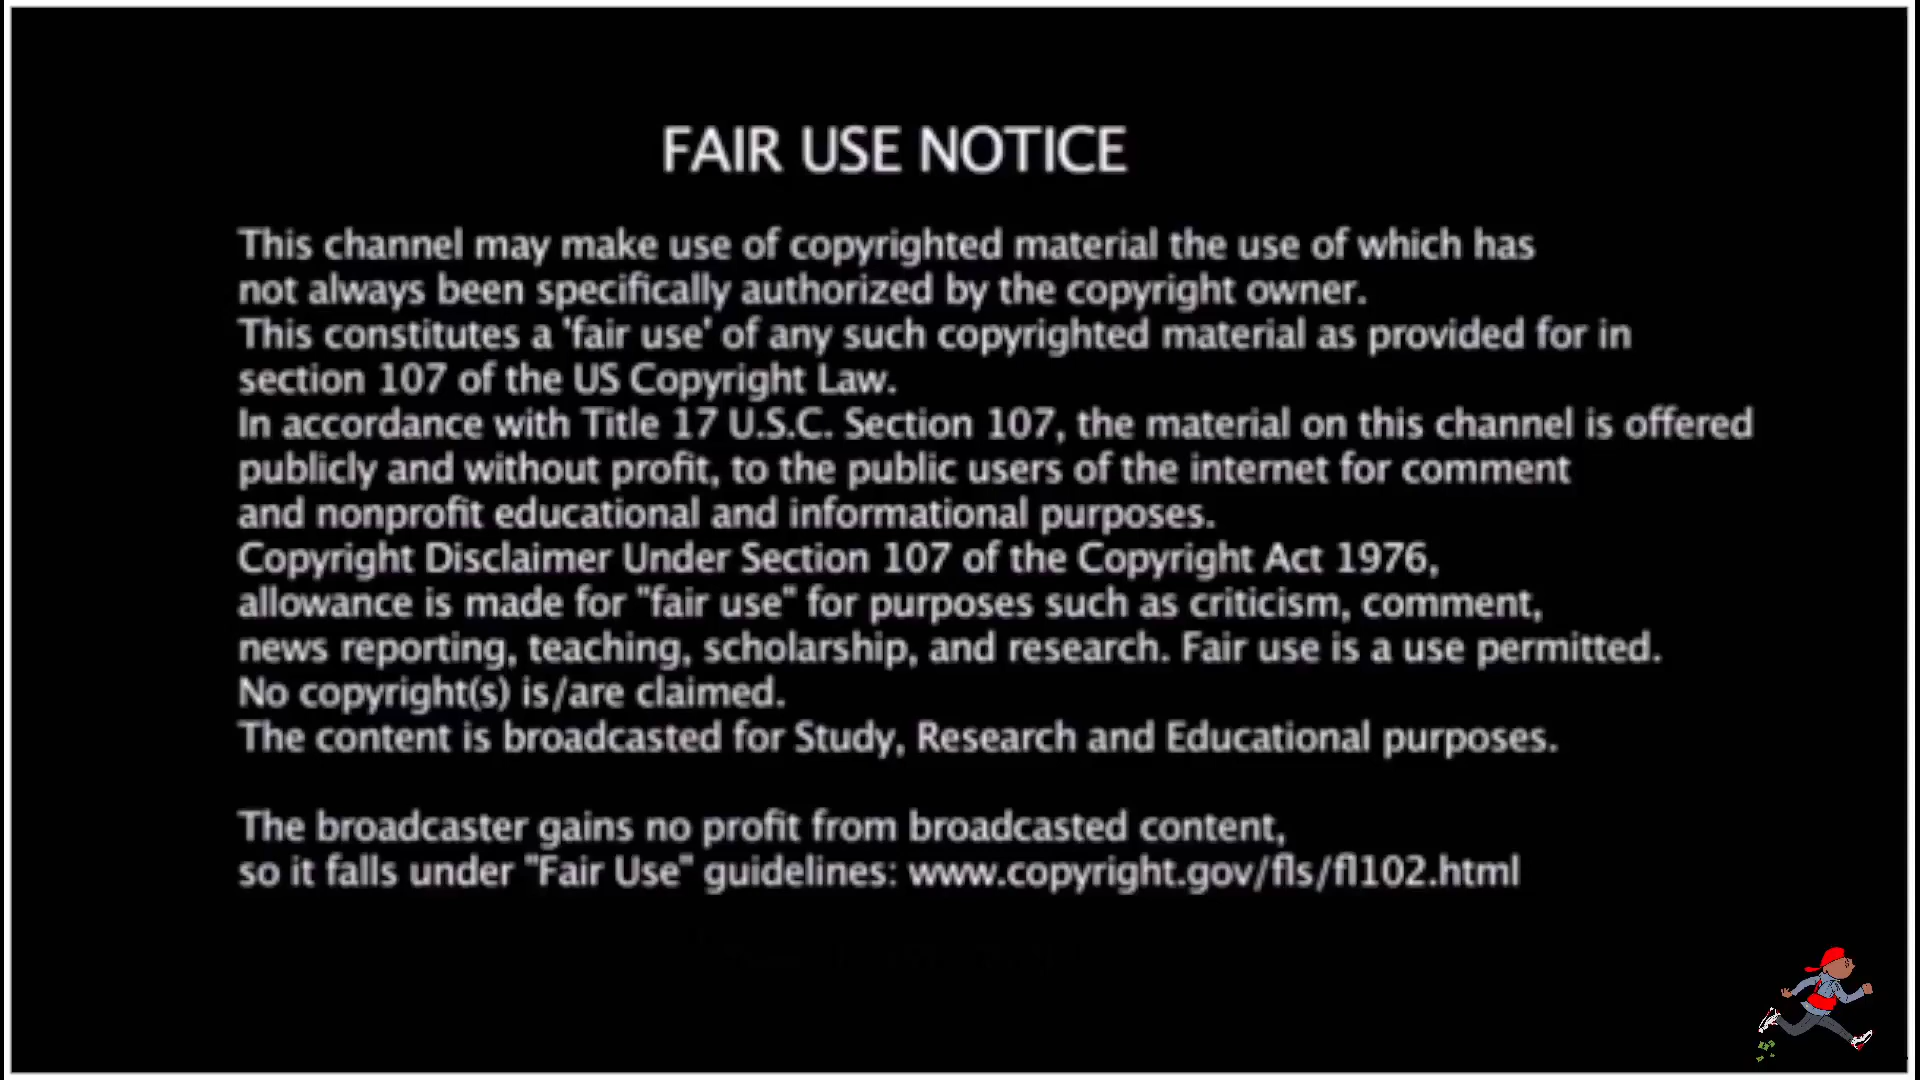 FAIR USE NOTICE
This channel may make use of copyrighted material the use of which has
not always been specifically authorized by the copyright owner.
This constitutes a 'fair use' of any such copyrighted material as provided for in
section 107 of the US Copyright Law.
In accordance with Title 17 U.S.C. Section 107, the material on this channel is offered
publicly and without profit, to the public users of the internet for comment
and nonprofit educational and informational purposes.
Copyright Disclaimer Under Section 107 of the Copyright Act 1976,
allowance is made for "fair use" for purposes such as criticism, comment,
news reporting, teaching, scholarship, and research. Fair use is a use permitted.
No copyright(s) is/are claimed.
The content is broadcasted for Study, Research and Educational purposes.
The broadcaster gains no profit from broadcasted content,
so it falls under "Fair Use" guidelines: www.copyright.gov/fls/fl102.html